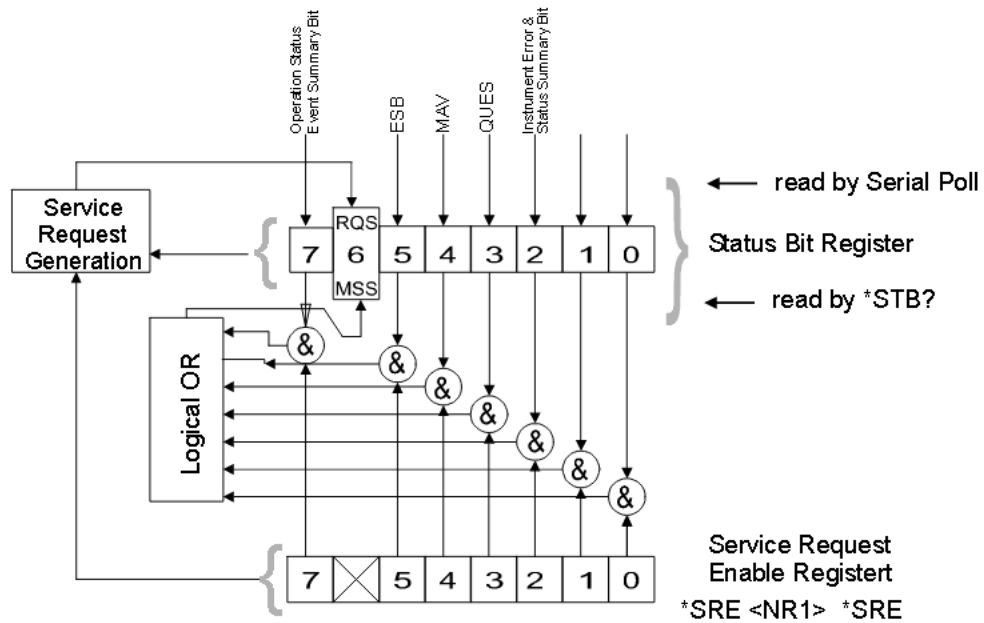 Operation Status
Event Summary Bit
ESB
MAV
QUES
Instrument Error &
Status Summary Bit
read by Serial Poll
Service
Request
Generation
RQS
7 6 5 4 3 2 1 0
MSS
Status Bit Register
read by *STB?
Logical OR
&
&
&
&
&
&
&
7 5 4 3 2 1 0
Service Request
Enable Registert
*SRE <NR1> *SRE